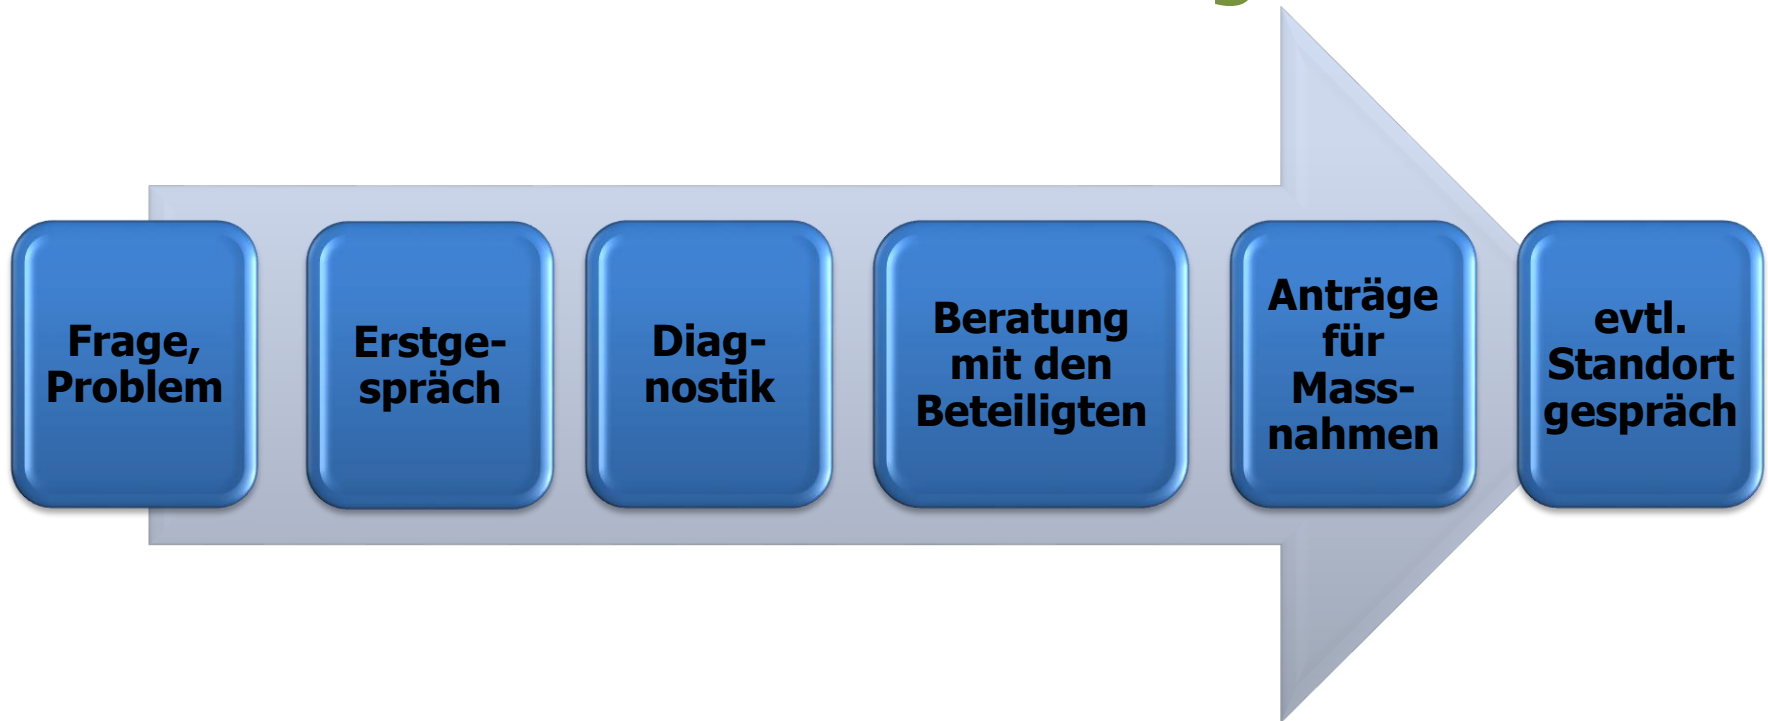 Frage,
Problem
Erstge-
spräch
Diag-
nostik
Beratung
mit den
Beteiligten
Anträge
für
Mass-
nahmen
evtl.
Standort
gespräch